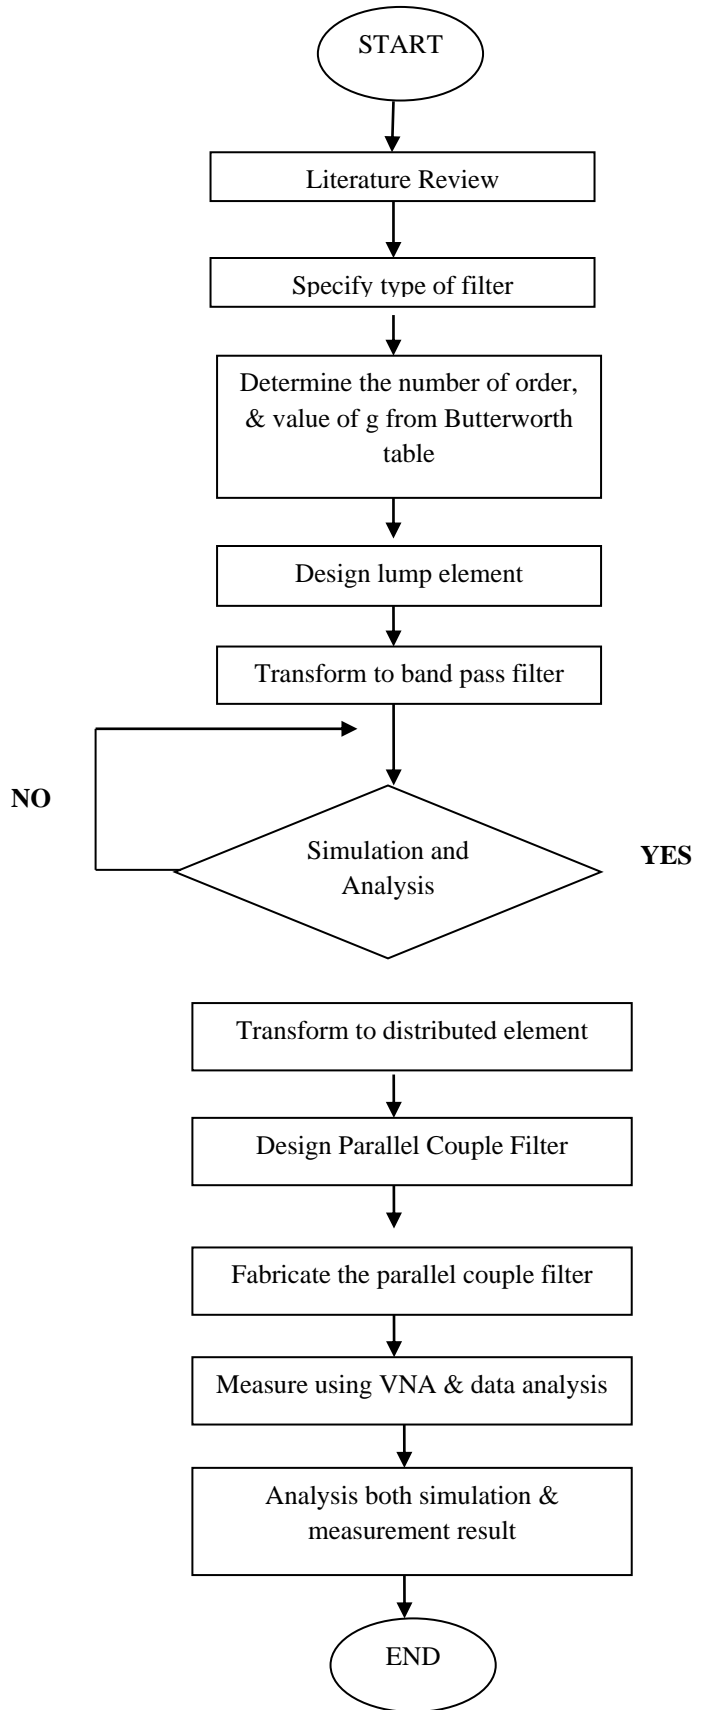 START
Literature Review
Specify type of filter
Determine the number of order,
& value of g from Butterworth
table
Design lump element
Transform to band pass filter
NO
Simulation and
Analysis
YES
Transform to distributed element
Design Parallel Couple Filter
Fabricate the parallel couple filter
Measure using VNA & data analysis
Analysis both simulation &
measurement result
END